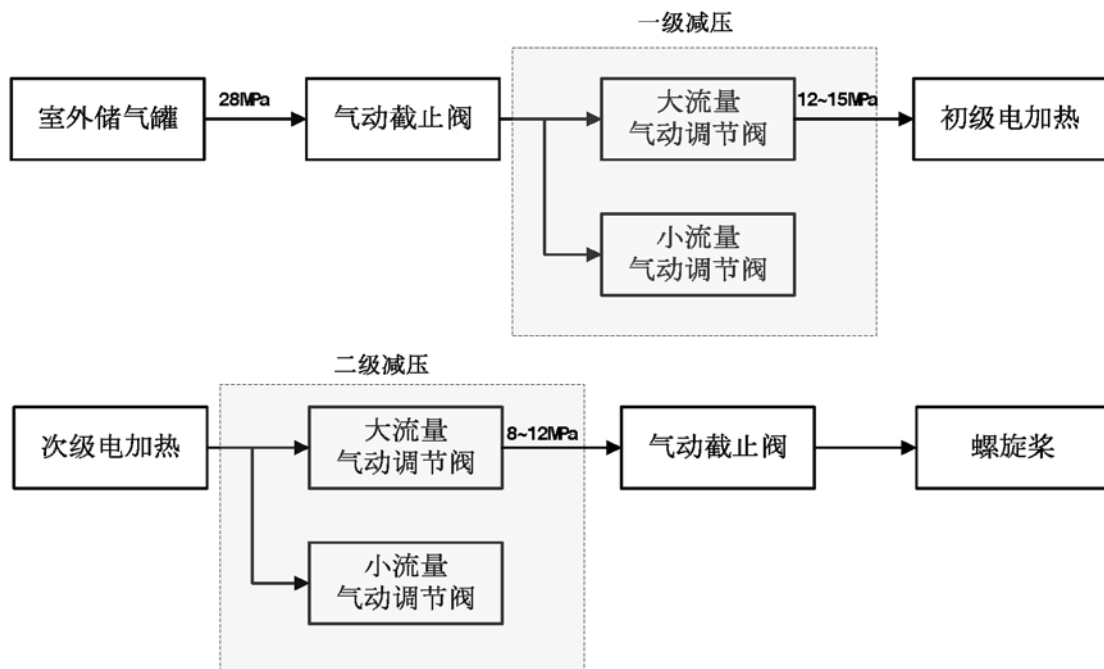 一级减压
室外储气罐
28MPa
气动截止阀
大流量
气动调节阀
12~15MPa
初级电加热
小流量
气动调节阀
二级减压
次级电加热
大流量
气动调节阀
8~12MPa
气动截止阀
螺旋桨
小流量
气动调节阀